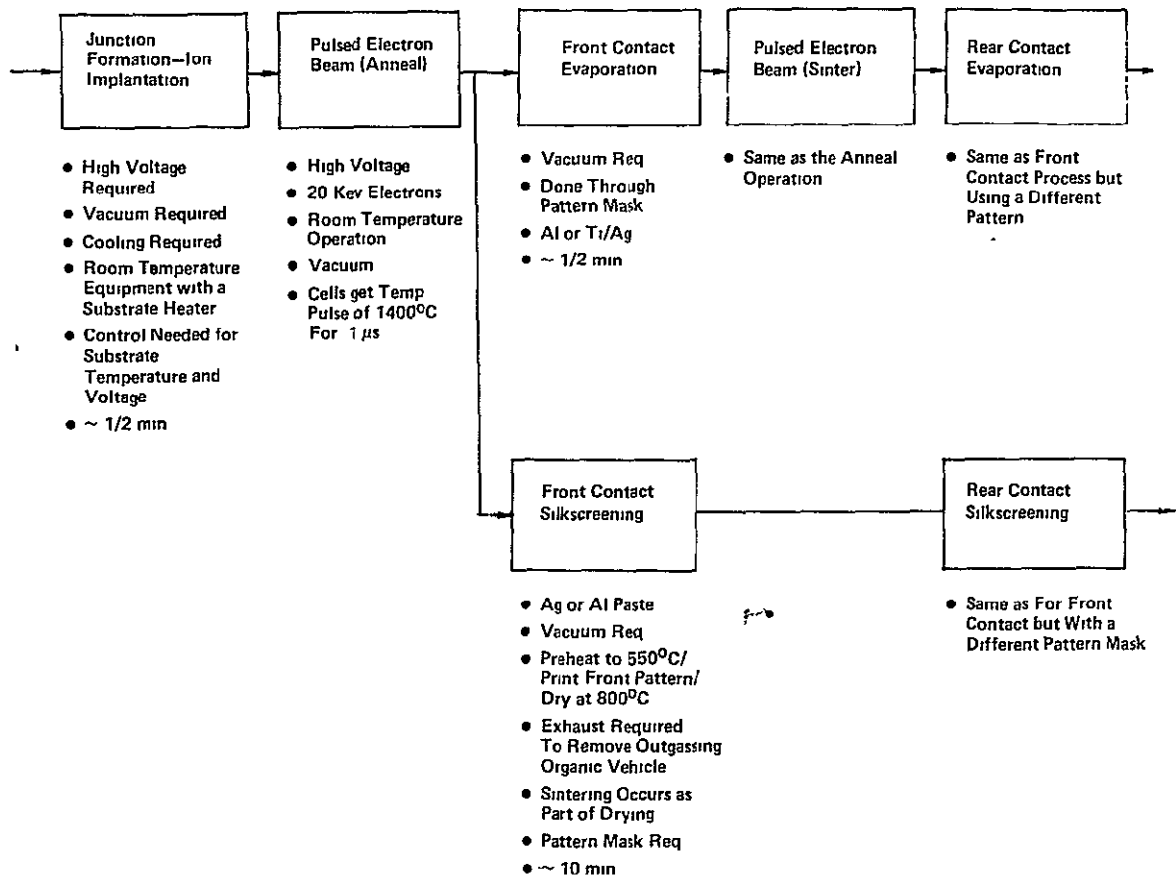 Junction
Formation—Ion
Implantation
Pulsed Electron
Beam (Anneal)
Front Contact
Evaporation
Pulsed Electron
Beam (Sinter)
Rear Contact
Evaporation
● High Voltage
Required
● Vacuum Required
● Cooling Required
● Room Temperature
Equipment with a
Substrate Heater
● Control Needed for
Substrate
Temperature and
Voltage
● ~ 1/2 min
● High Voltage
● 20 Kev Electrons
● Room Temperature
Operation
● Vacuum
● Cells get Temp
Pulse of 1400°C
For 1 μs
● Vacuum Req
● Done Through
Pattern Mask
● Al or Ti/Ag
● ~ 1/2 min
● Same as the Anneal
Operation
● Same as Front
Contact Process but
Using a Different
Pattern
Front Contact
Silkscreening
Rear Contact
Silkscreening
● Ag or Al Paste
● Vacuum Req
● Preheat to 550°C/
Print Front Pattern/
Dry at 800°C
● Exhaust Required
To Remove Outgassing
Organic Vehicle
● Sintering Occurs as
Part of Drying
● Pattern Mask Req
● ~ 10 min
● Same as For Front
Contact but With a
Different Pattern Mask